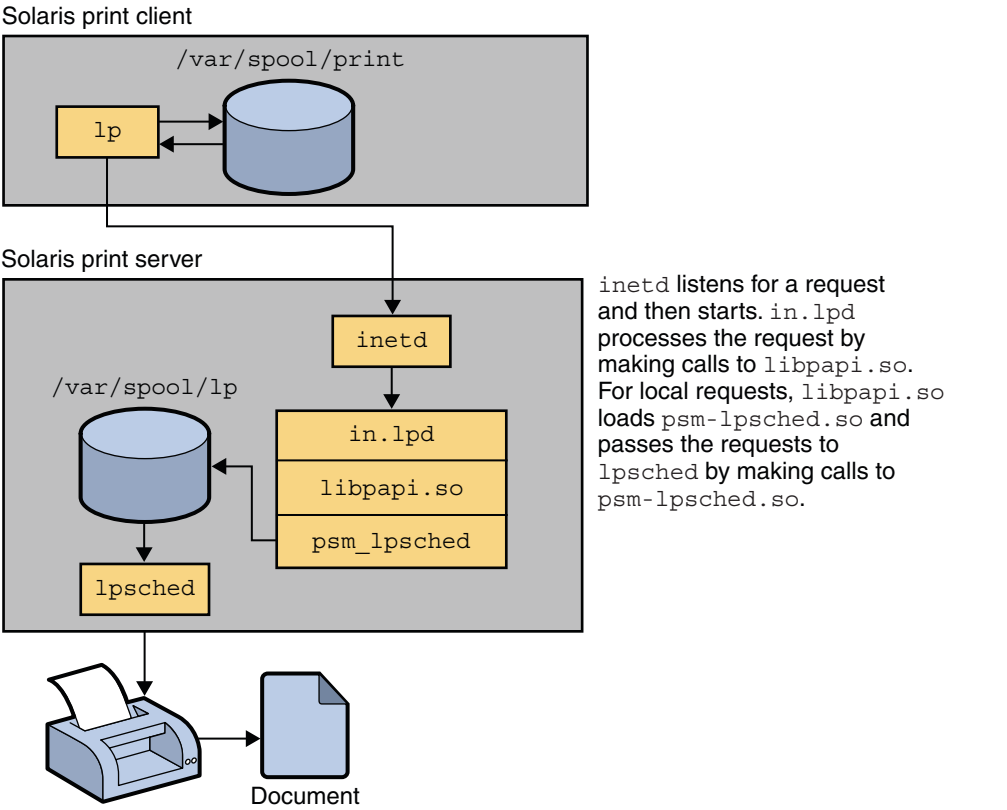 Solaris print client
/var/spool/print
lp
Solaris print server
inetd
/var/spool/lp
in.lpd
libpapi.so
psm_lpsched
lpsched
inetd listens for a request
and then starts. in.lpd
processes the request by
making calls to libpapi.so.
For local requests, libpapi.so
loads psm-lpsched.so and
passes the requests to
lpsched by making calls to
psm-lpsched.so.
Document